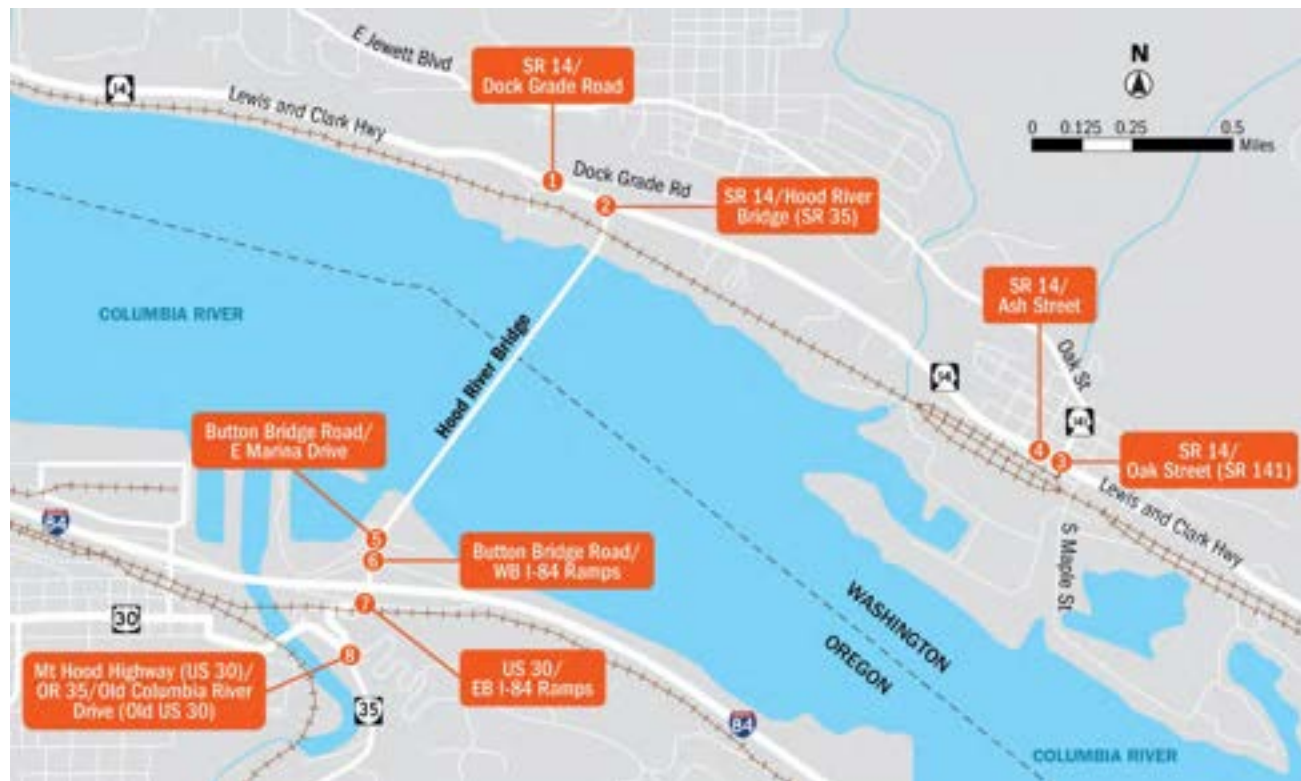 E Jewett Blvd
SR 14/
Dock Grade Road
N
14
Lewis and Clark Hwy
0 0.125 0.25 0.5
Miles
1
Dock Grade Rd
2
SR 14/Hood River
Bridge (SR 35)
COLUMBIA RIVER
SR 14/
Ash Street
Hood River Bridge
Oak St
14
141
Button Bridge Road/
E Marina Drive
4
3
SR 14/
Oak Street (SR 141)
Lewis and Clark Hwy
84
5
6
Button Bridge Road/
WB I-84 Ramps
S Maple St
7
WASHINGTON
OREGON
30
8
Mt Hood Highway (US 30)/
OR 35/Old Columbia River
Drive (Old US 30)
US 30/
EB I-84 Ramps
35
84
COLUMBIA RIVER